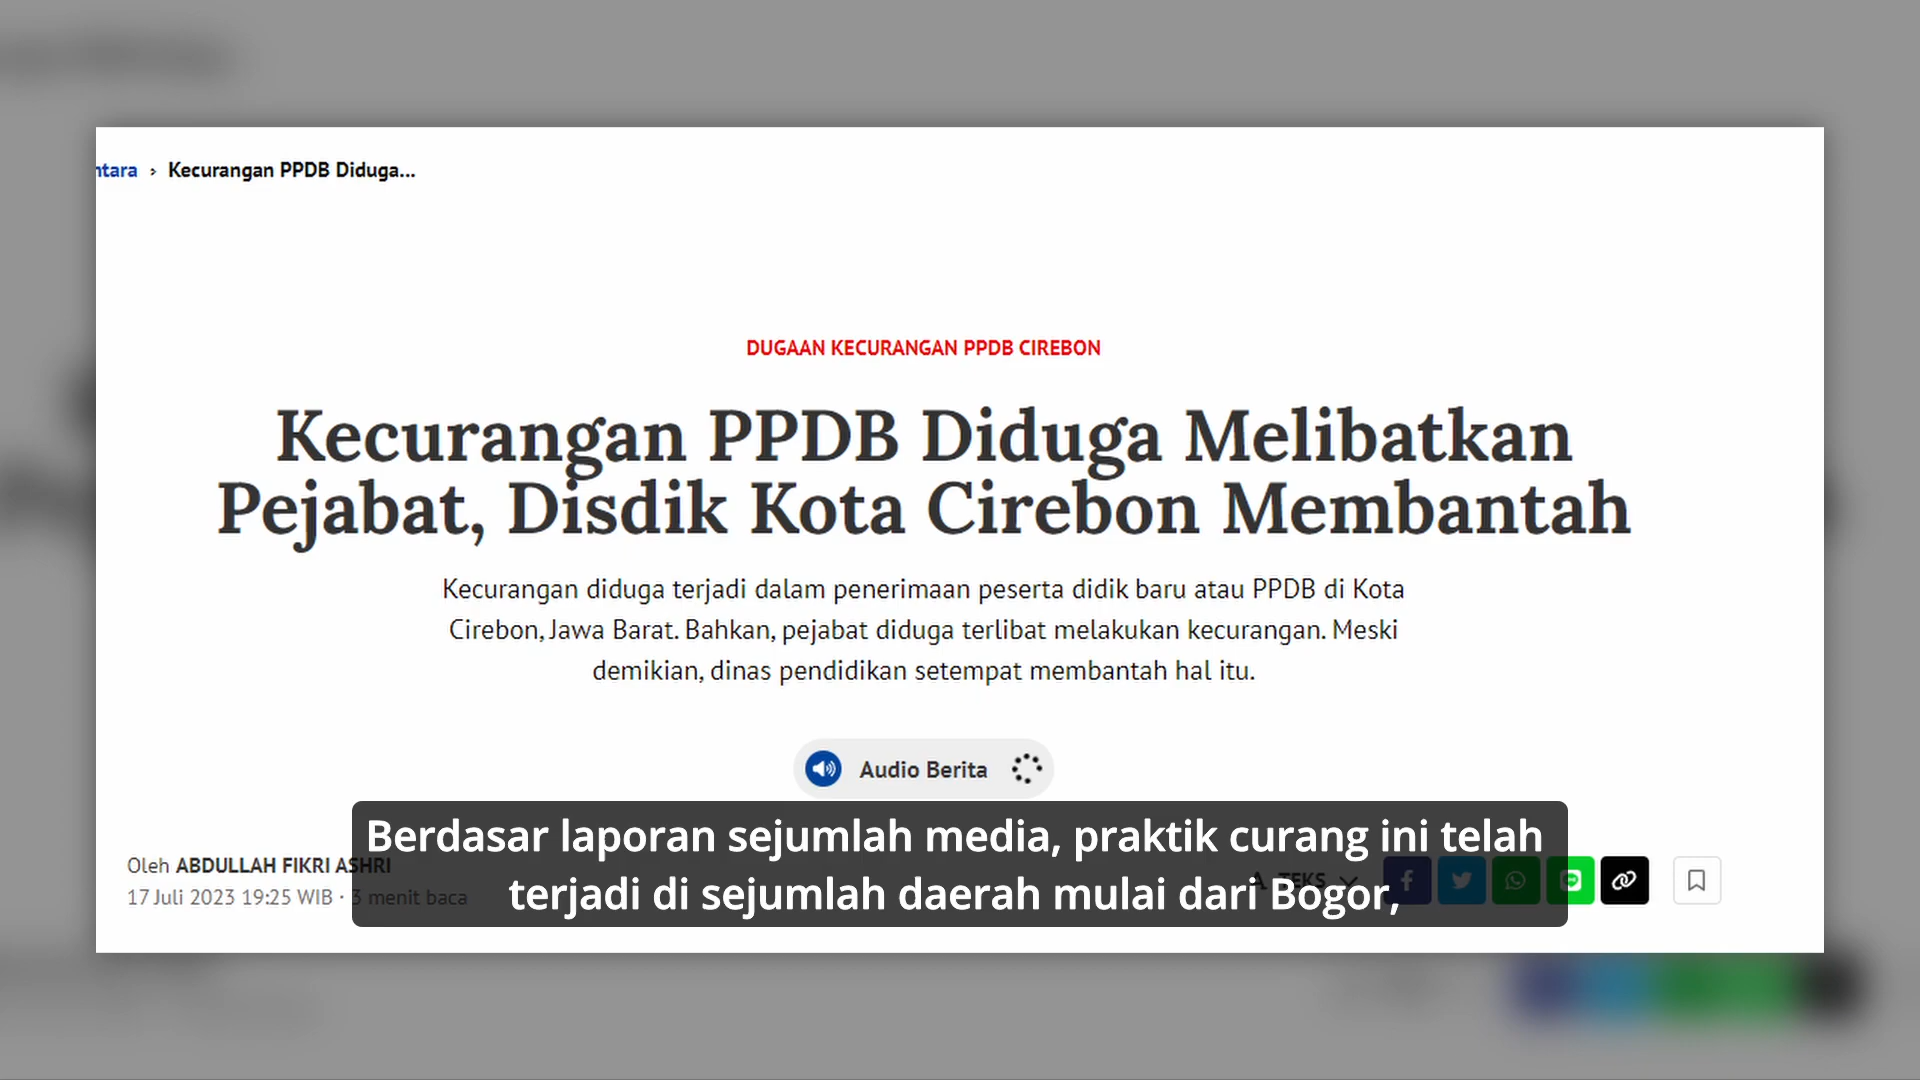 ntara › Kecurangan PPDB Diduga...
DUGAAN KECURANGAN PPDB CIREBON
Kecurangan PPDB Diduga Melibatkan
Pejabat, Disdik Kota Cirebon Membantah
Kecurangan diduga terjadi dalam penerimaan peserta didik baru atau PPDB di Kota
Cirebon, Jawa Barat. Bahkan, pejabat diduga terlibat melakukan kecurangan. Meski
demikian, dinas pendidikan setempat membantah hal itu.
Audio Berita
Berdasar laporan sejumlah media, praktik curang ini telah
terjadi di sejumlah daerah mulai dari Bogor,
Oleh ABDULLAH FIKRI ASHRI
17 Juli 2023 19:25 WIB · 3 menit baca
A TEKS